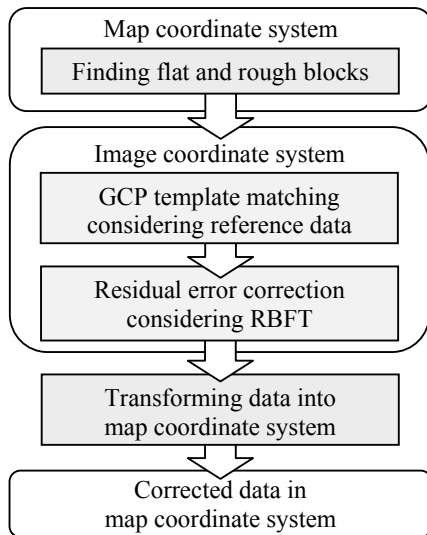 Map coordinate system
Finding flat and rough blocks
Image coordinate system
GCP template matching
considering reference data
Residual error correction
considering RBFT
Transforming data into
map coordinate system
Corrected data in
map coordinate system